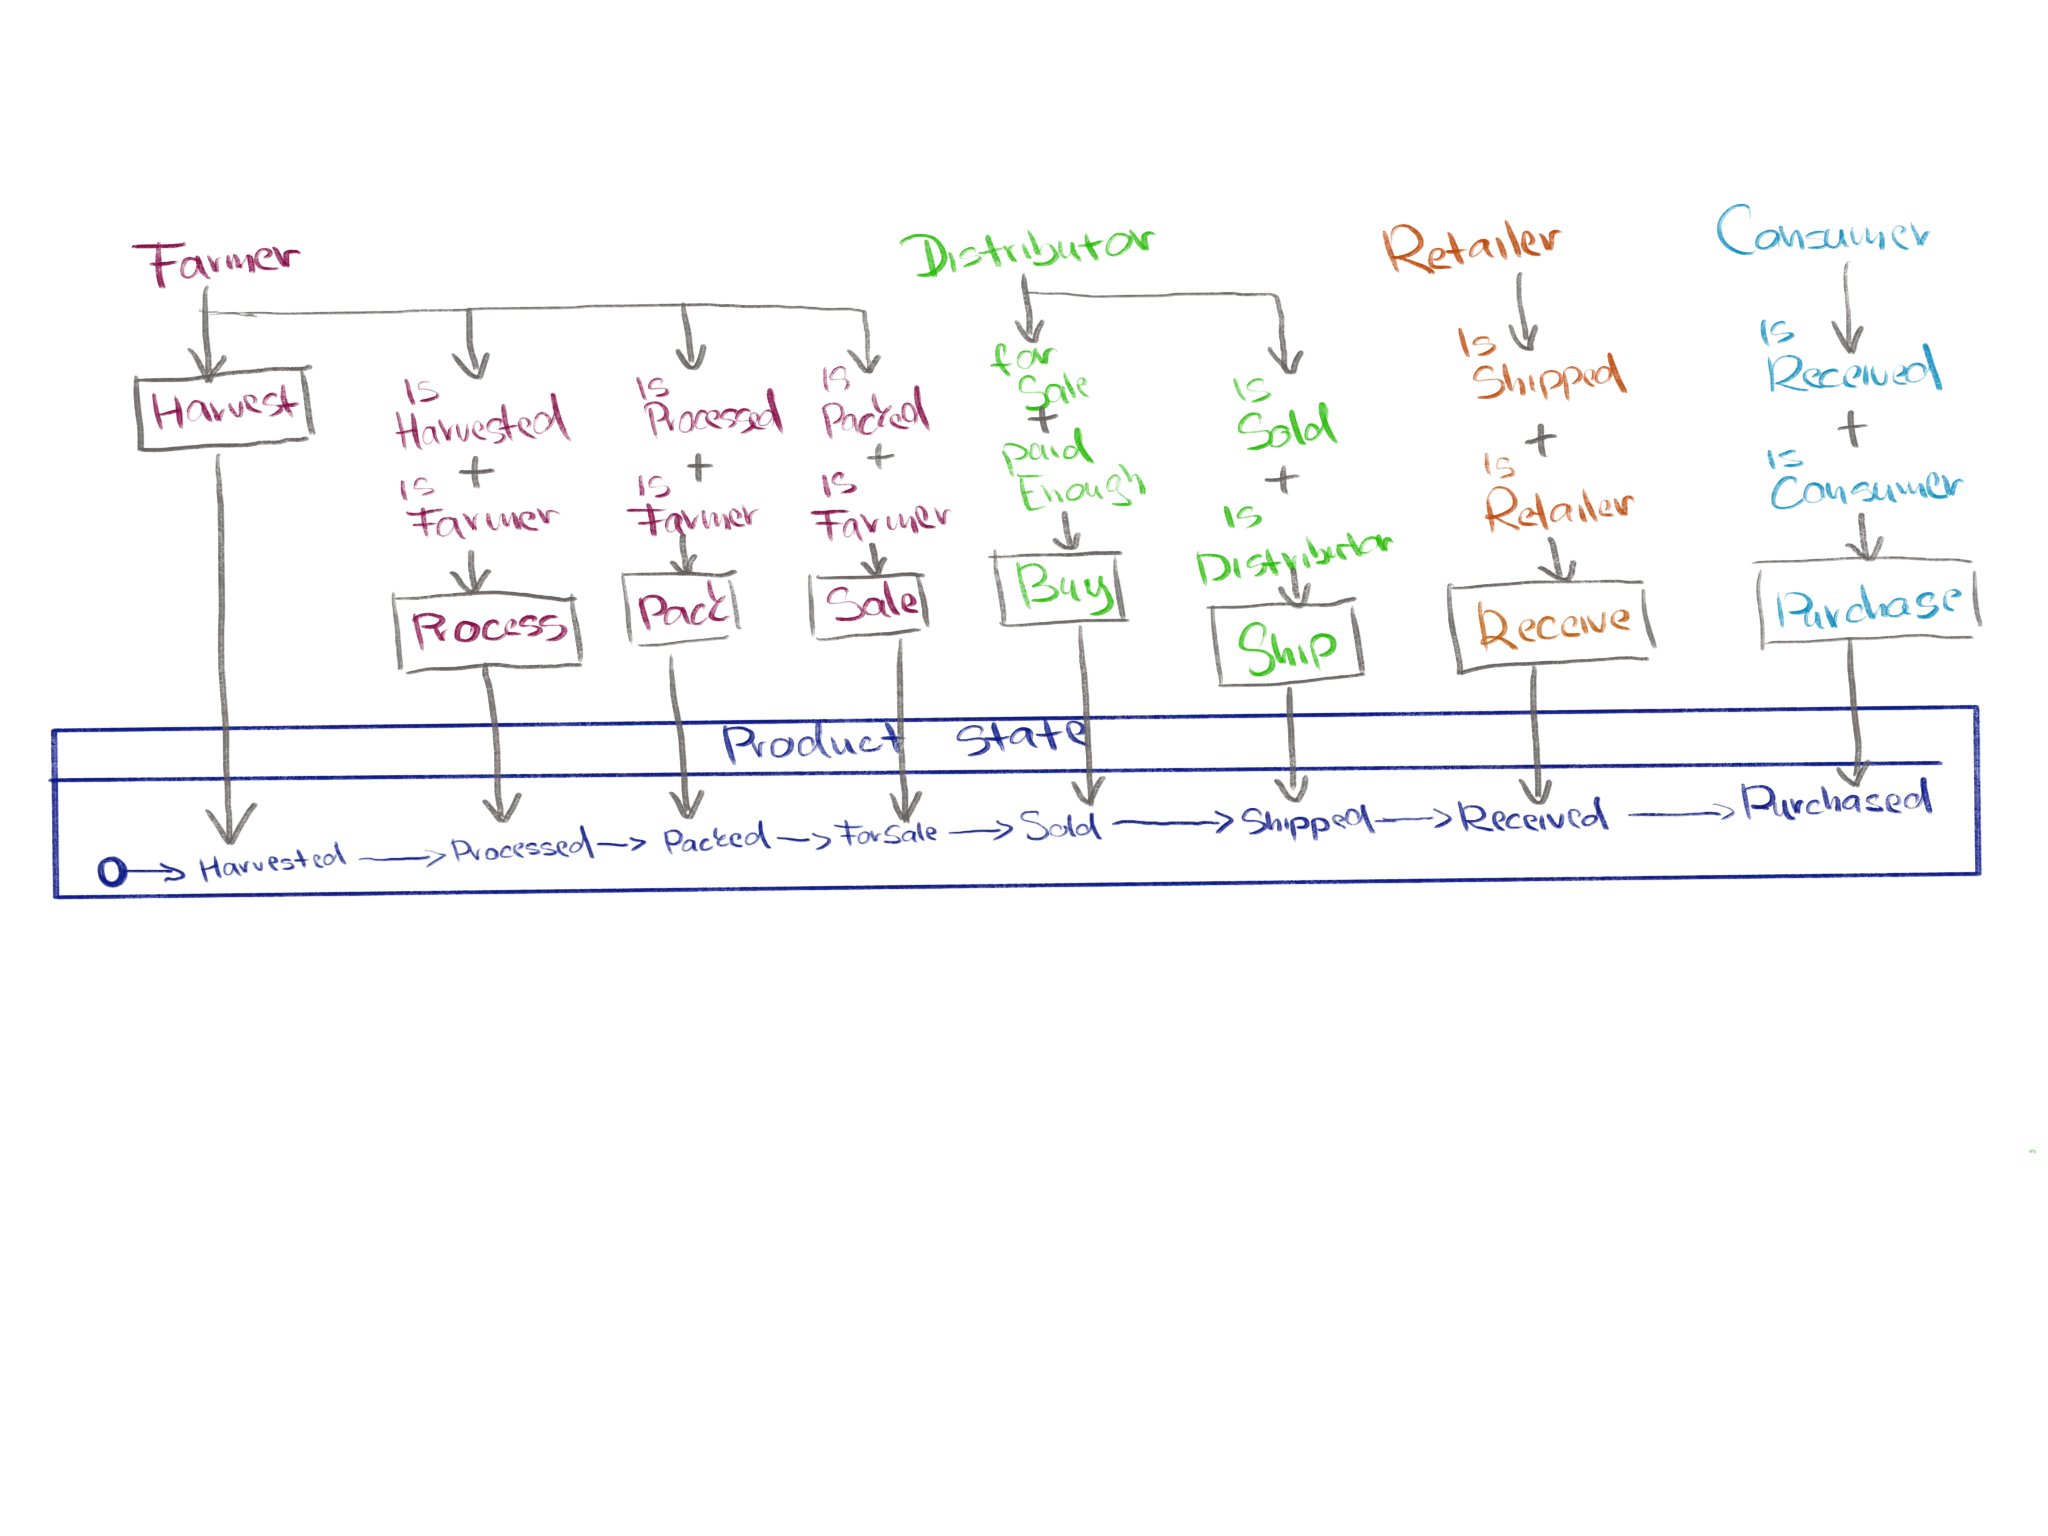 Farmer
Distributor
Retailer
Consumer
Harvest
is
Harvested
+
is
Farmer
Process
is
Processed
+
is
Farmer
Pack
is
Packed
+
is
Farmer
Sale
for
Sale
+
paid
Enough
Buy
is
Sold
+
is
Distributor
Ship
is
Shipped
+
is
Retailer
Receive
is
Received
+
is
Consumer
Purchase
Product State
Harvested
Processed
Packed
ForSale
Sold
Shipped
Received
Purchased